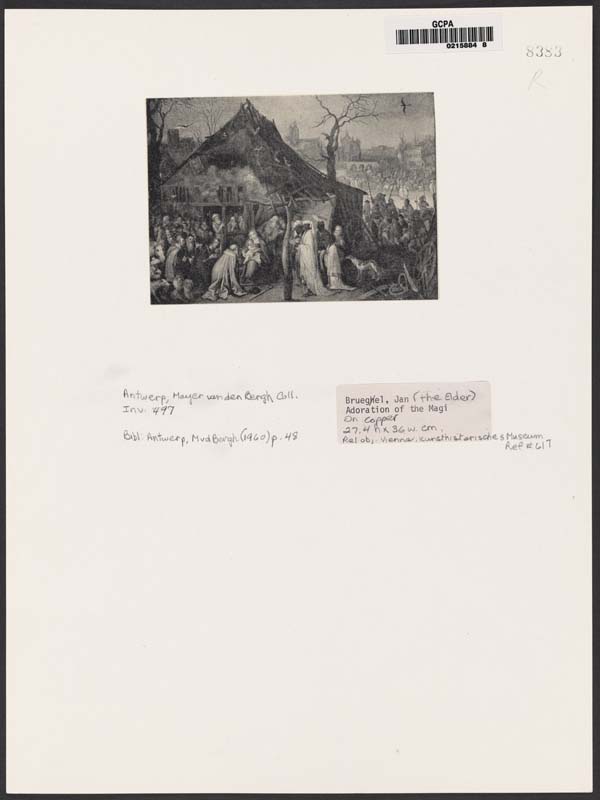 GCPA
0215884 8
8383
R
Antwerp, Mayer van den Bergh Coll.
Inv. 497
Bibl: Antwerp, MvdBergh (1960) p. 48
Brueghel, Jan (the Elder)
Adoration of the Magi
On copper
27.4 h x 36 w. cm.
Rel obj. Vienna, Kunsthistorisches Museum
Ref # 617